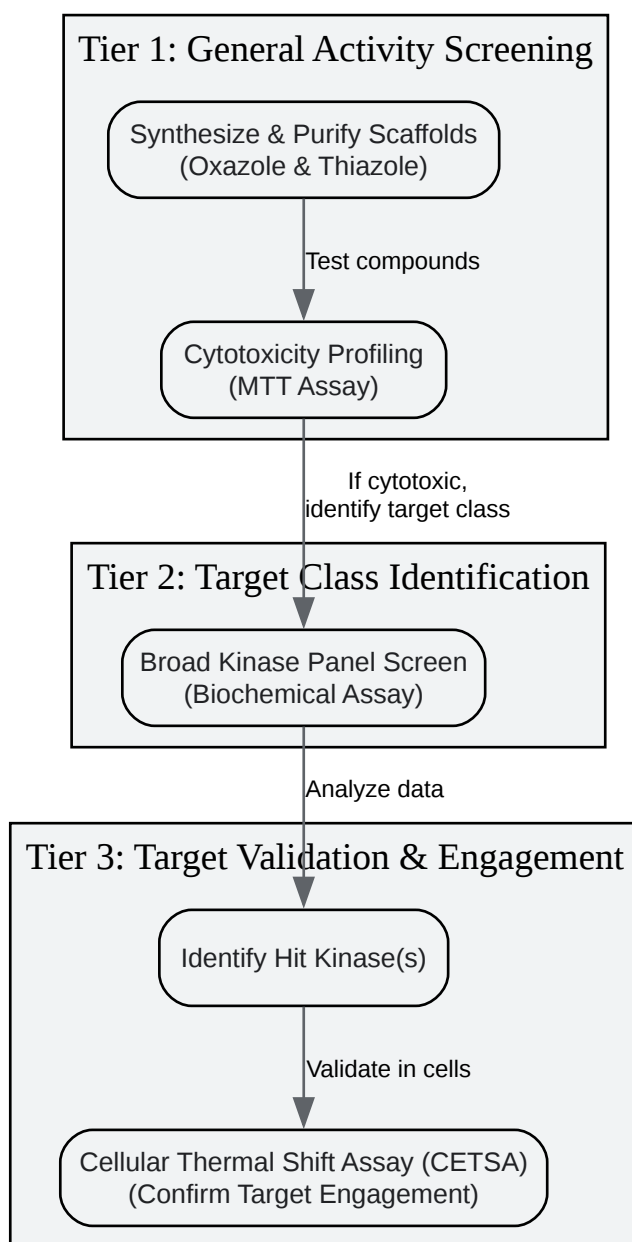 Tier 1: General Activity Screening
Synthesize & Purify Scaffolds
(Oxazole & Thiazole)
Test compounds
Cytotoxicity Profiling
(MTT Assay)
If cytotoxic,
identify target class
Tier 2: Target Class Identification
Broad Kinase Panel Screen
(Biochemical Assay)
Analyze data
Tier 3: Target Validation & Engagement
Identify Hit Kinase(s)
Validate in cells
Cellular Thermal Shift Assay (CETSA)
(Confirm Target Engagement)